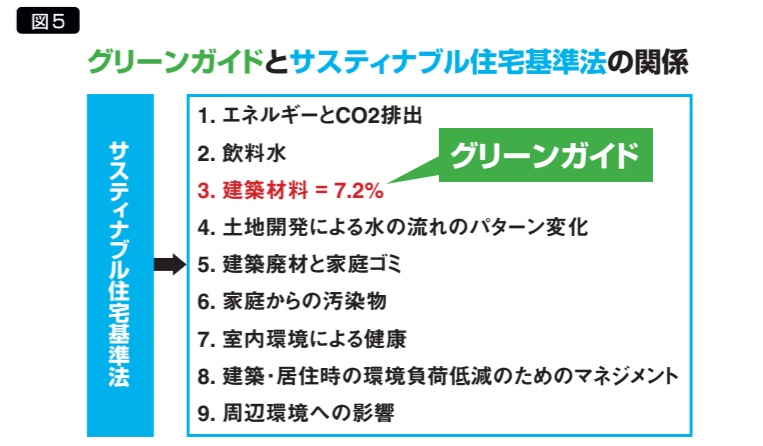 図5
グリーンガイドとサスティナブル住宅基準法の関係
サスティナブル住宅基準法
1. エネルギーとCO2排出
2. 飲料水
3. 建築材料 = 7.2%
グリーンガイド
4. 土地開発による水の流れのパターン変化
5. 建築廃材と家庭ゴミ
6. 家庭からの汚染物
7. 室内環境による健康
8. 建築・居住時の環境負荷低減のためのマネジメント
9. 周辺環境への影響